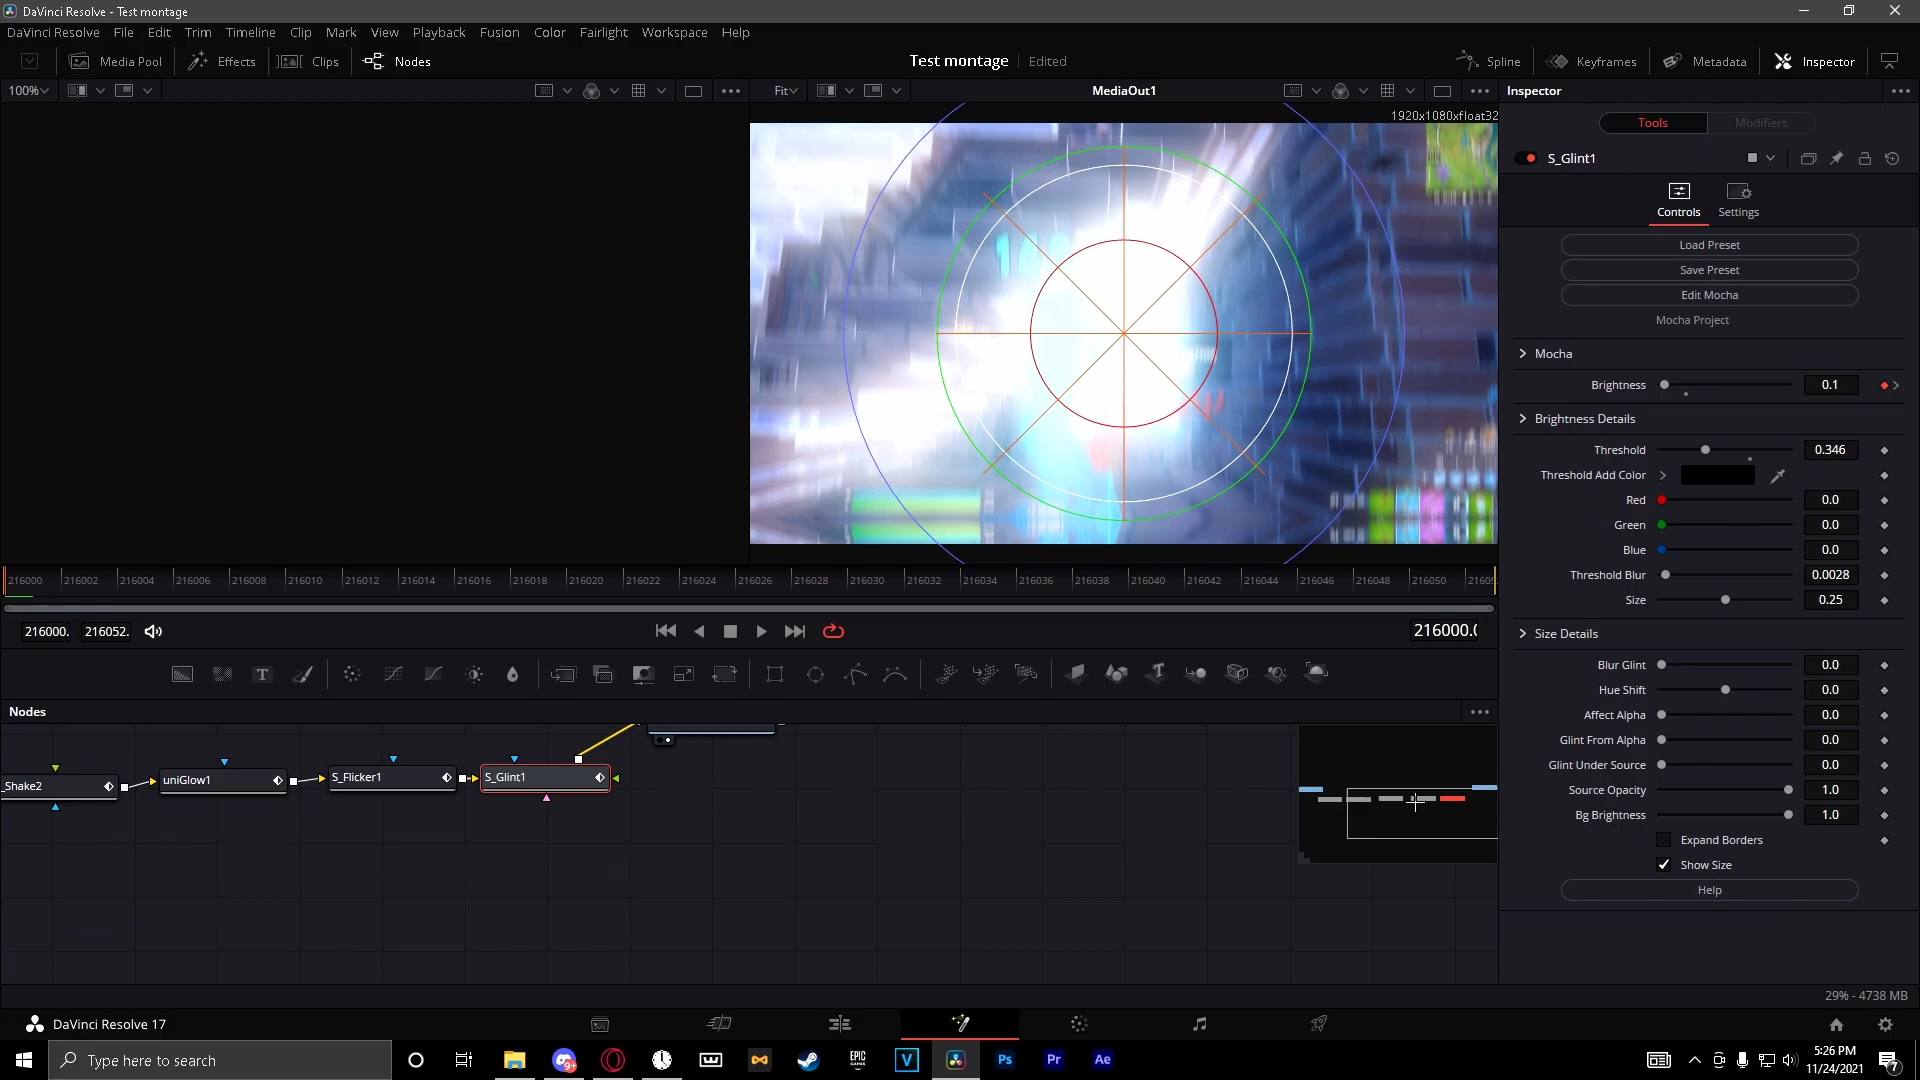 DaVinci Resolve - Test montage
DaVinci Resolve File Edit Trim Timeline Clip Mark View Playback Fusion Color Fairlight Workspace Help
Media Pool Effects Clips Nodes Test montage Edited Spline Keyframes Metadata Inspector
100% Fit MediaOut1 Inspector
1920x1080xfloat32
Tools Modifiers
S_Glint1
Controls Settings
Load Preset
Save Preset
Edit Mocha
Mocha Project
Mocha
Brightness 0.1
Brightness Details
Threshold 0.346
Threshold Add Color
Red 0.0
Green 0.0
Blue 0.0
Threshold Blur 0.0028
Size 0.25
Size Details
Blur Glint 0.0
Hue Shift 0.0
Affect Alpha 0.0
Glint From Alpha 0.0
Glint Under Source 0.0
Source Opacity 1.0
Bg Brightness 1.0
Expand Borders
Show Size
Help
216000 216002 216004 216006 216008 216010 216012 216014 216016 216018 216020 216022 216024 216026 216028 216030 216032 216034 216036 216038 216040 216042 216044 216046 216048 216050 21605
216000. 216052. 216000.0
Nodes
_Shake2 uniGlow1 S_Flicker1 S_Glint1
29% - 4738 MB
DaVinci Resolve 17
Type here to search
EPIC GAMES
V
Ps
Pr
Ae
5:26 PM
11/24/2021
7